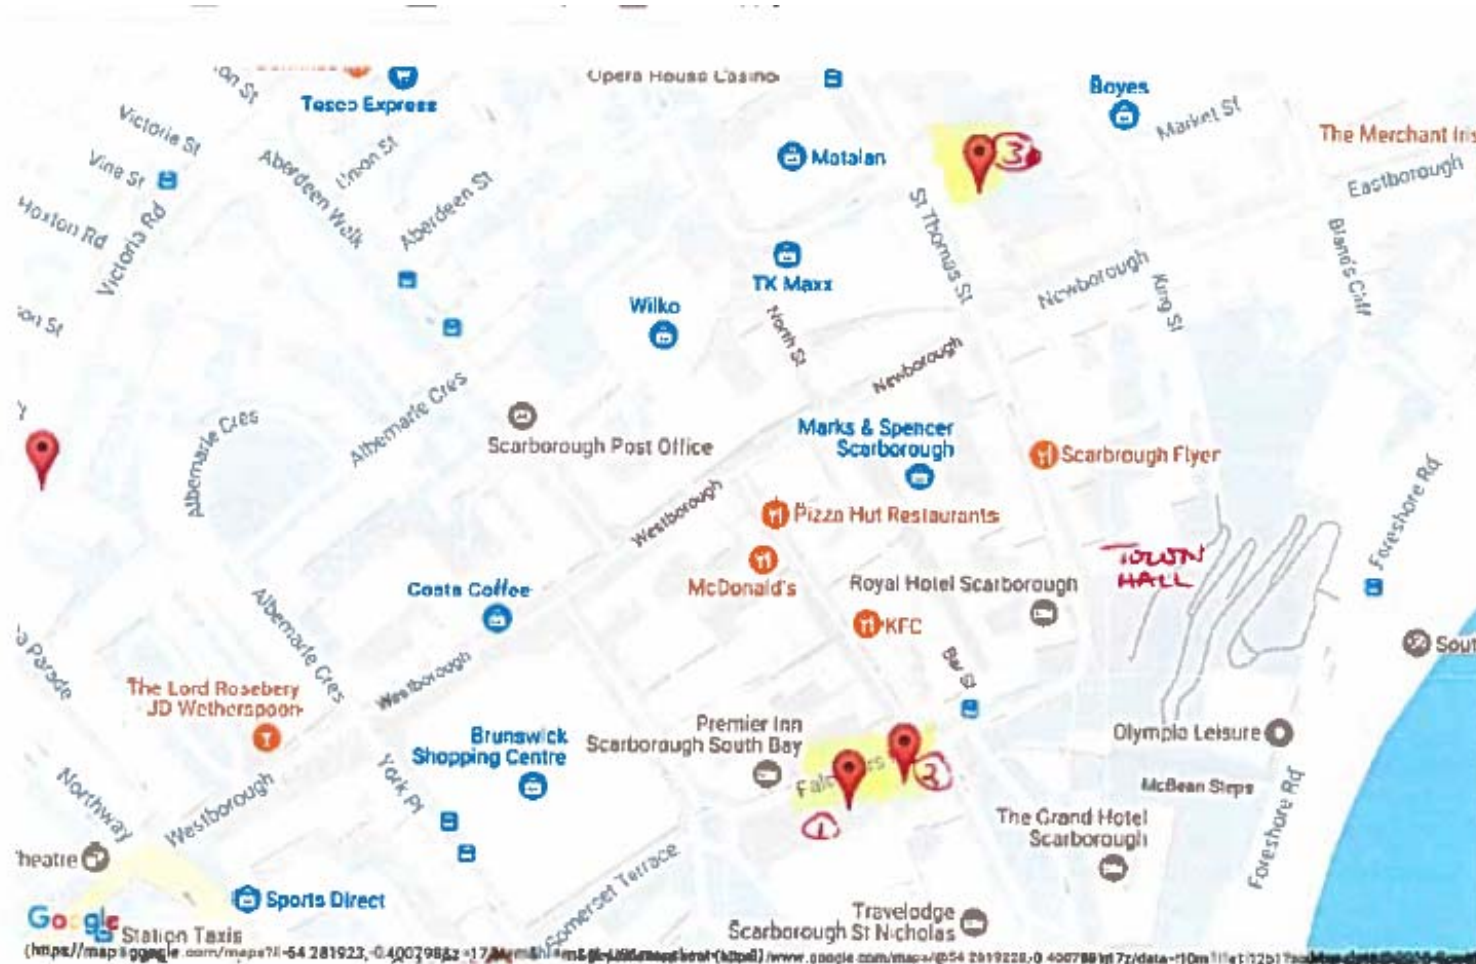 Opera House Casino
Boyes
Tesco Express
Market St
Victoria St
Union St
The Merchant
Matalan
3
Vine St
Aberdeen Walk
Aberdeen St
Eastborough
Hoxton Rd
Victoria Rd
St Thomas St
Bland's Cliff
TK Maxx
Newborough
King St
Wilko
North St
Newborough
Albemarle Cres
Albemarle Cres
Scarborough Post Office
Marks & Spencer
Scarborough
Scarbrough Flyer
Foreshore Rd
Westborough
Pizza Hut Restaurants
TOWN
HALL
McDonald's
Royal Hotel Scarborough
Costa Coffee
KFC
Albemarle Cres
Parade
Bar St
Westborough
The Lord Rosebery
JD Wetherspoon
Premier Inn
Scarborough South Bay
Olympia Leisure
Brunswick
Shopping Centre
York Pl
McBean Steps
Northway
Westborough
1
The Grand Hotel
Scarborough
Foreshore Rd
Somerset Terrace
Sports Direct
Travelodge
Scarborough St Nicholas
Google
Station Taxis